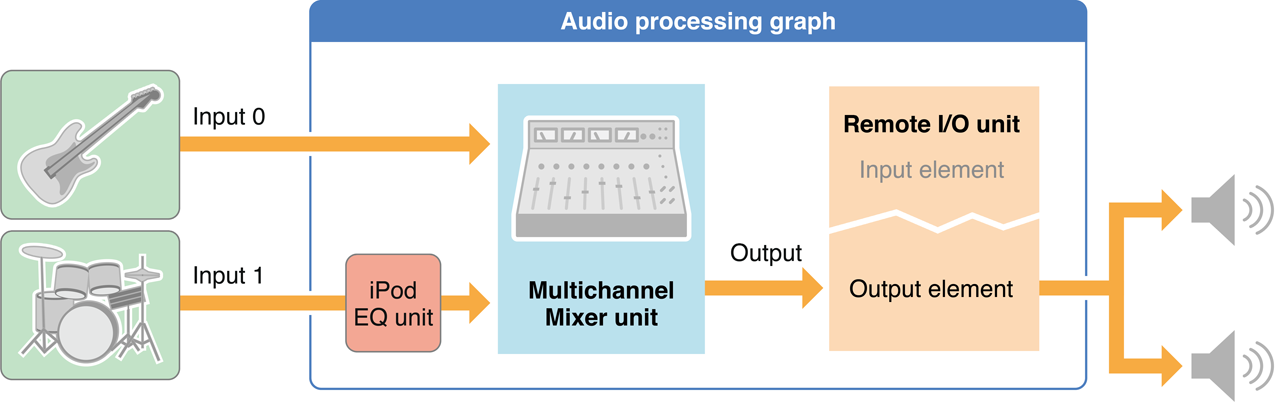 Audio processing graph
Input 0
Remote I/O unit
Input element
Input 1
iPod
EQ unit
Multichannel
Mixer unit
Output
Output element